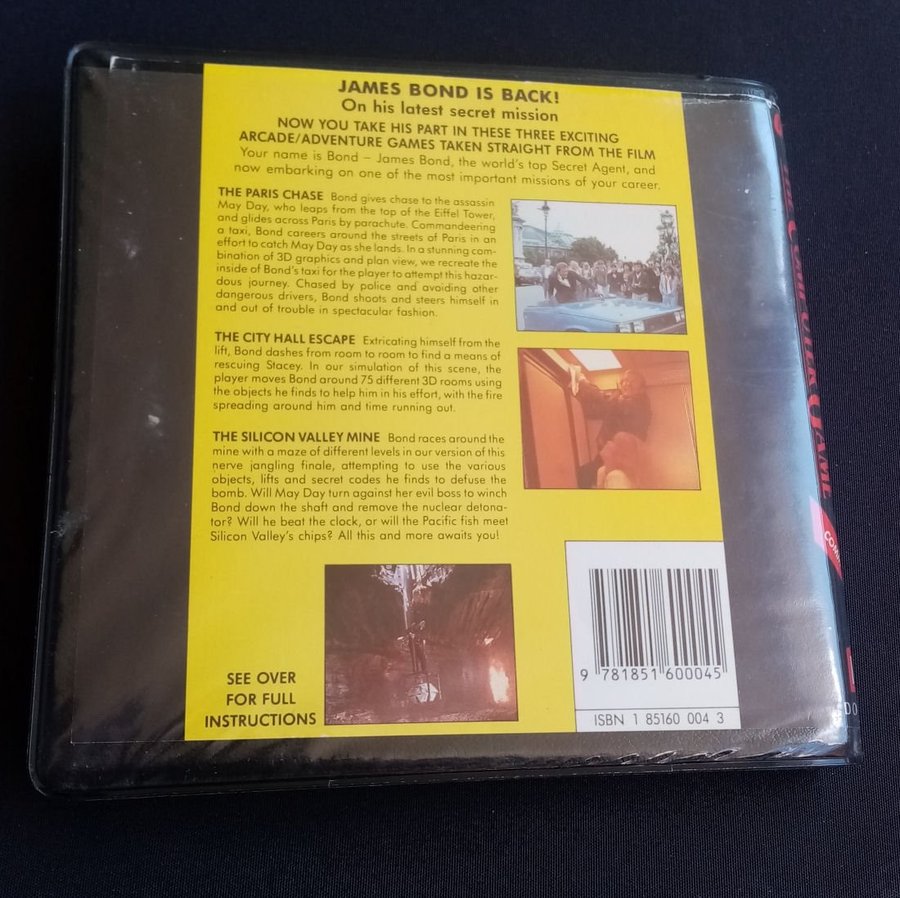 JAMES BOND IS BACK!
On his latest secret mission
NOW YOU TAKE HIS PART IN THESE THREE EXCITING
ARCADE/ADVENTURE GAMES TAKEN STRAIGHT FROM THE FILM
Your name is Bond – James Bond, the world's top Secret Agent, and
now embarking on one of the most important missions of your career.
THE PARIS CHASE Bond gives chase to the assassin
May Day, who leaps from the top of the Eiffel Tower,
and glides across Paris by parachute. Commandeering
a taxi, Bond careers around the streets of Paris in an
effort to catch May Day as she lands. In a stunning com-
bination of 3D graphics and plan view, we recreate the
inside of Bond's taxi for the player to attempt this hazar-
dous journey. Chased by police and avoiding other
dangerous drivers, Bond shoots and steers himself in
and out of trouble in spectacular fashion.
THE CITY HALL ESCAPE Extricating himself from the
lift, Bond dashes from room to room to find a means of
rescuing Stacey. In our simulation of this scene, the
player moves Bond around 75 different 3D rooms using
the objects he finds to help him in his effort, with the fire
spreading around him and time running out.
THE SILICON VALLEY MINE Bond races around the
mine with a maze of different levels in our version of this
nerve jangling finale, attempting to use the various
objects, lifts and secret codes he finds to defuse the
bomb. Will May Day turn against her evil boss to winch
Bond down the shaft and remove the nuclear detona-
tor? Will he beat the clock, or will the Pacific fish meet
Silicon Valley's chips? All this and more awaits you!
SEE OVER
FOR FULL
INSTRUCTIONS
9 781851 600045
ISBN 1 85160 004 3
THE COMPUTER GAME